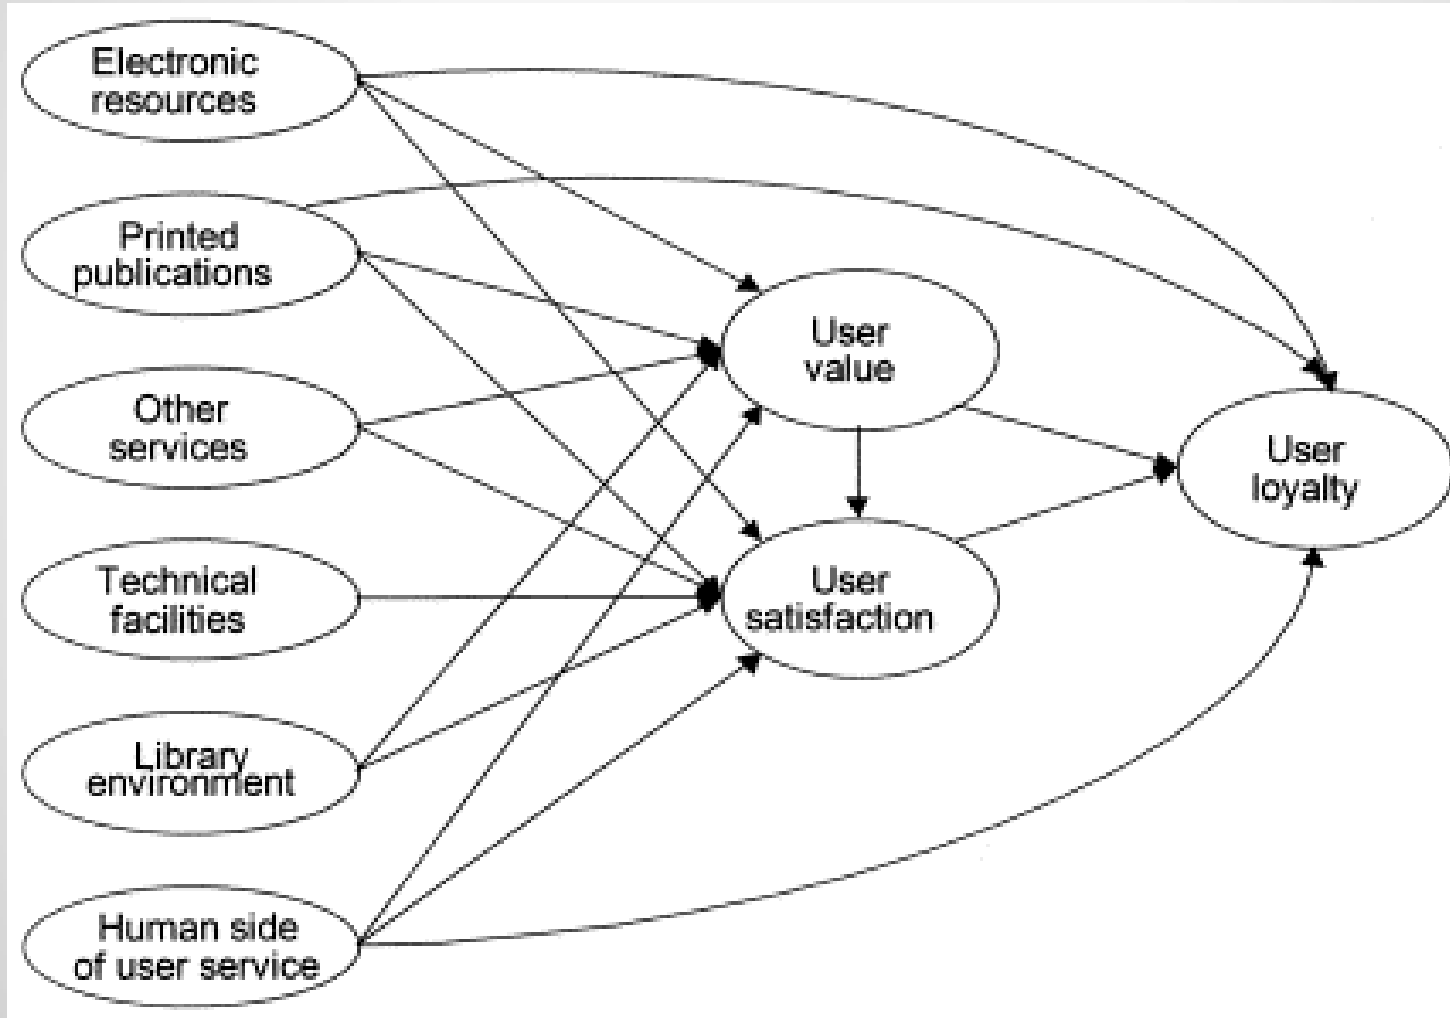 Electronic
resources
Printed
publications
Other
services
Technical
facilities
Library
environment
Human side
of user service
User
value
User
satisfaction
User
loyalty